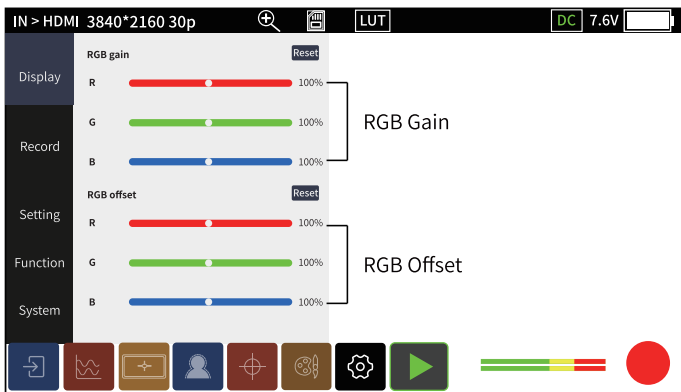 IN > HDMI 3840*2160 30p LUT DC 7.6V
Display
Record
Setting
Function
System
RGB gain Reset
R 100%
G 100%
B 100%
RGB Gain
RGB offset Reset
R 100%
G 100%
B 100%
RGB Offset